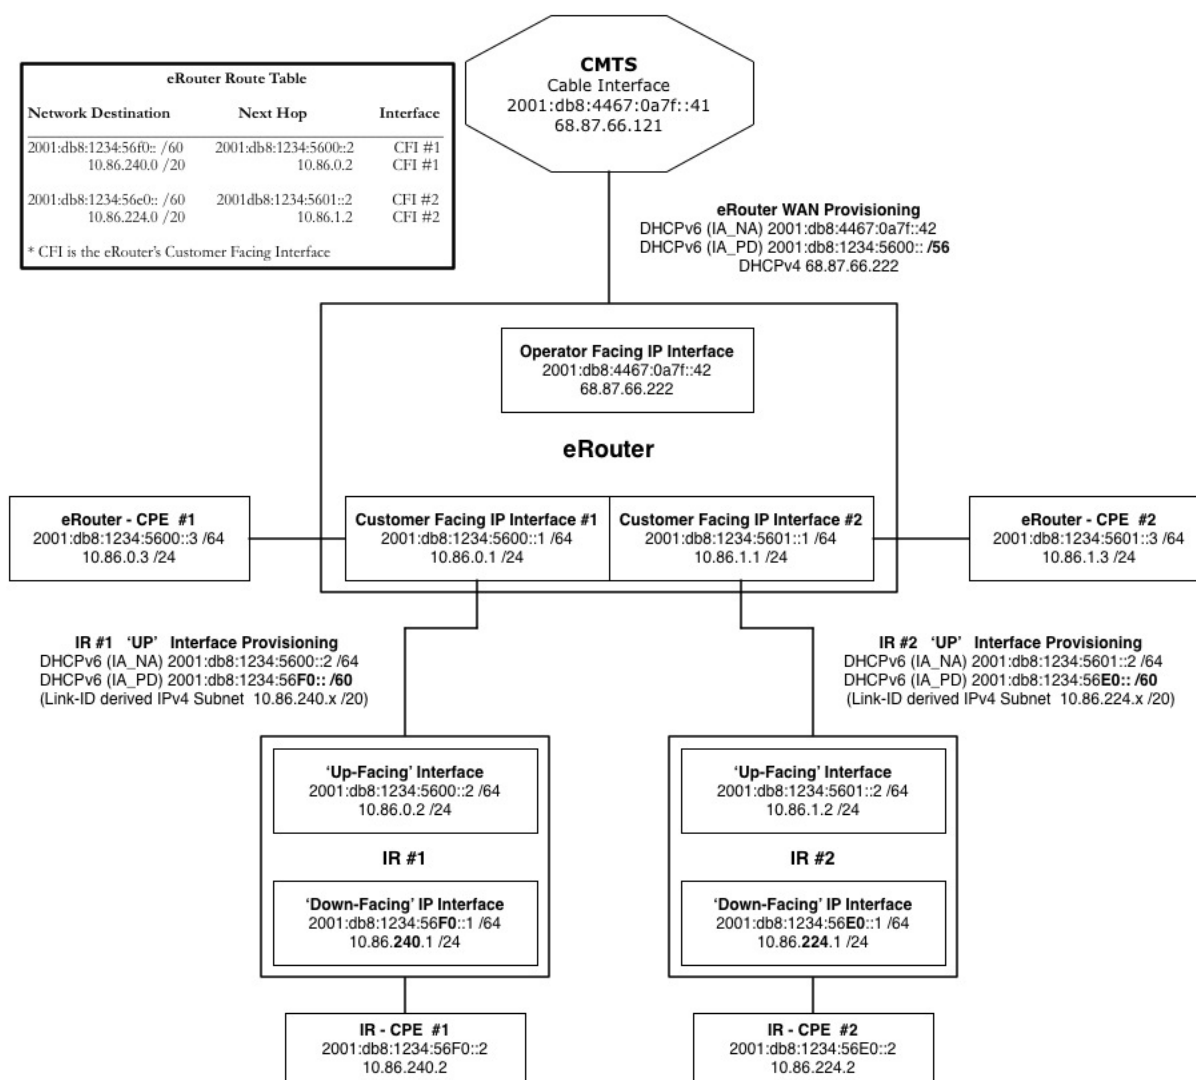 CMTS
Cable Interface
2001:db8:4467:0a7f::41
68.87.66.121
eRouter Route Table
Network Destination Next Hop Interface
2001:db8:1234:56f0:: /60 2001:db8:1234:5600::2 CFI #1
10.86.240.0 /20 10.86.0.2 CFI #1
2001:db8:1234:56e0:: /60 2001db8:1234:5601::2 CFI #2
10.86.224.0 /20 10.86.1.2 CFI #2
* CFI is the eRouter's Customer Facing Interface
eRouter WAN Provisioning
DHCPv6 (IA_NA) 2001:db8:4467:0a7f::42
DHCPv6 (IA_PD) 2001:db8:1234:5600:: /56
DHCPv4 68.87.66.222
Operator Facing IP Interface
2001:db8:4467:0a7f::42
68.87.66.222
eRouter
eRouter - CPE #1
2001:db8:1234:5600::3 /64
10.86.0.3 /24
Customer Facing IP Interface #1
2001:db8:1234:5600::1 /64
10.86.0.1 /24
Customer Facing IP Interface #2
2001:db8:1234:5601::1 /64
10.86.1.1 /24
eRouter - CPE #2
2001:db8:1234:5601::3 /64
10.86.1.3 /24
IR #1 ‘UP’ Interface Provisioning
DHCPv6 (IA_NA) 2001:db8:1234:5600::2 /64
DHCPv6 (IA_PD) 2001:db8:1234:56F0:: /60
(Link-ID derived IPv4 Subnet 10.86.240.x /20)
IR #2 ‘UP’ Interface Provisioning
DHCPv6 (IA_NA) 2001:db8:1234:5601::2 /64
DHCPv6 (IA_PD) 2001:db8:1234:56E0:: /60
(Link-ID derived IPv4 Subnet 10.86.224.x /20)
‘Up-Facing’ Interface
2001:db8:1234:5600::2 /64
10.86.0.2 /24
IR #1
‘Down-Facing’ IP Interface
2001:db8:1234:56F0::1 /64
10.86.240.1 /24
‘Up-Facing’ Interface
2001:db8:1234:5601::2 /64
10.86.1.2 /24
IR #2
‘Down-Facing’ IP Interface
2001:db8:1234:56E0::1 /64
10.86.224.1 /24
IR - CPE #1
2001:db8:1234:56F0::2
10.86.240.2
IR - CPE #2
2001:db8:1234:56E0::2
10.86.224.2